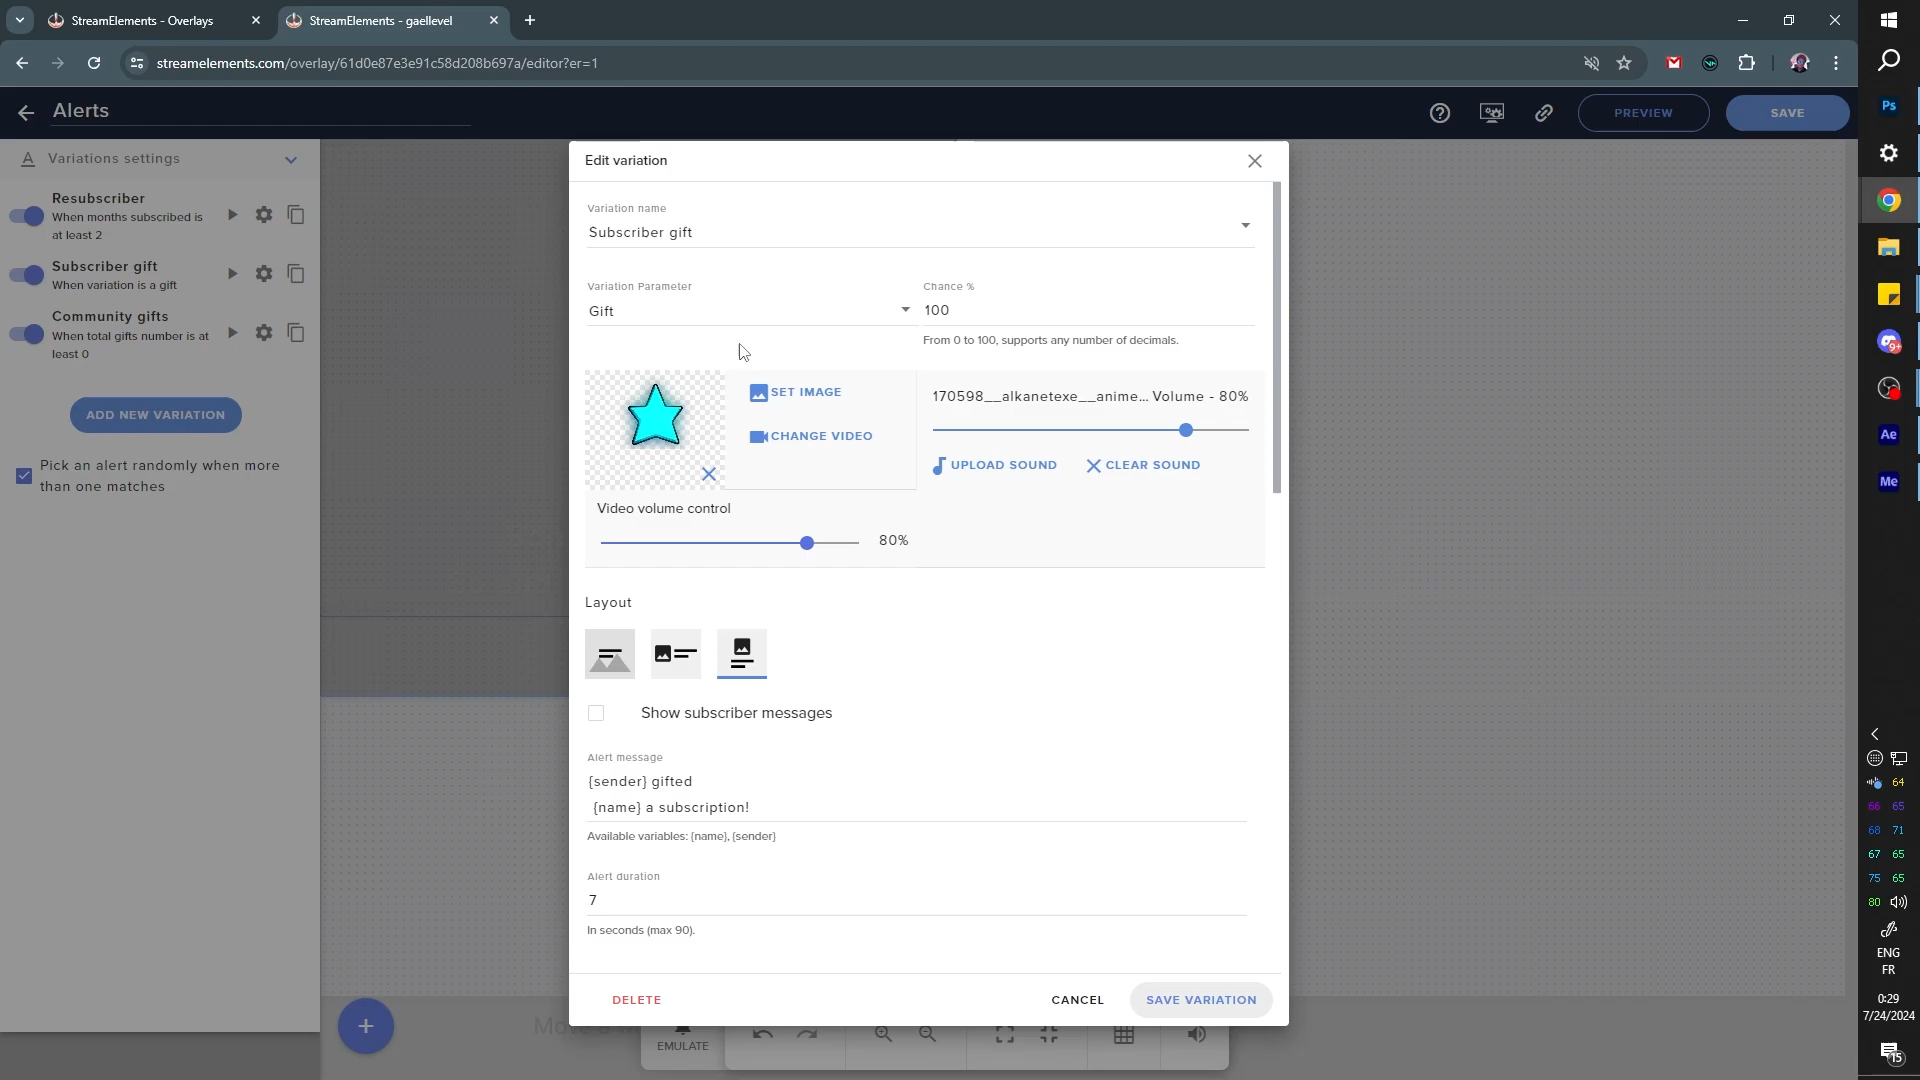 StreamElements - Overlays
StreamElements - gaellevel
streamelements.com/overlay/61d0e87e3e91c58d208b697a/editor?er=1
Alerts
PREVIEW
SAVE
Variations settings
Resubscriber
When months subscribed is
at least 2
Subscriber gift
When variation is a gift
Community gifts
When total gifts number is at
least 0
ADD NEW VARIATION
Pick an alert randomly when more
than one matches
Edit variation
Variation name
Subscriber gift
Variation Parameter
Gift
Chance %
100
From 0 to 100, supports any number of decimals.
SET IMAGE
CHANGE VIDEO
170598__alkanetexe__anime... Volume - 80%
UPLOAD SOUND
CLEAR SOUND
Video volume control
80%
Layout
Show subscriber messages
Alert message
{sender} gifted
{name} a subscription!
Available variables: {name}, {sender}
Alert duration
7
In seconds (max 90).
DELETE
CANCEL
SAVE VARIATION
EMULATE
Ps
9+
Ae
Me
64
66 65
68 71
67 65
75 65
80
ENG
FR
0:29
7/24/2024
15